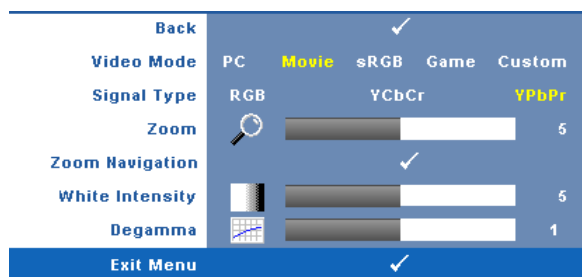 Back
Video Mode PC Movie sRGB Game Custom
Signal Type RGB YCbCr YPbPr
Zoom 5
Zoom Navigation
White Intensity 5
Degamma 1
Exit Menu